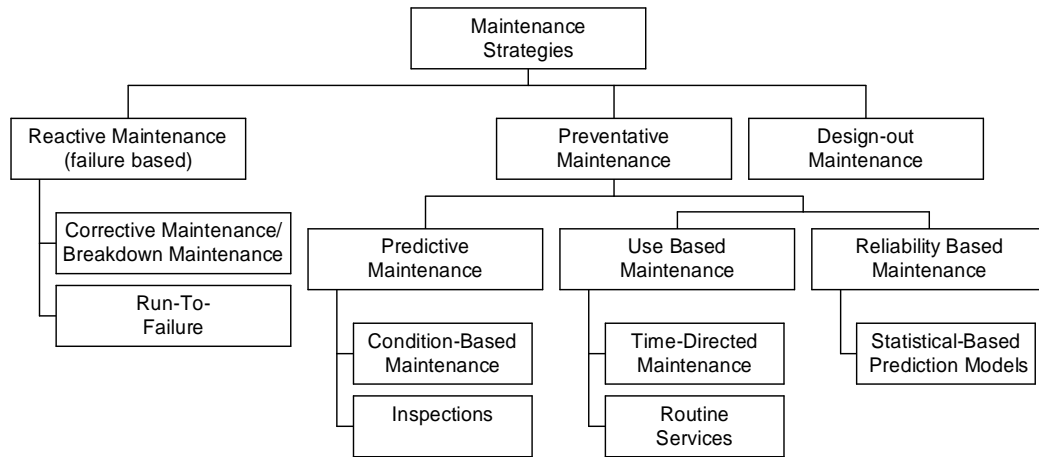 Maintenance
Strategies
Reactive Maintenance
(failure based)
Preventative
Maintenance
Design-out
Maintenance
Corrective Maintenance/
Breakdown Maintenance
Run-To-
Failure
Predictive
Maintenance
Use Based
Maintenance
Reliability Based
Maintenance
Condition-Based
Maintenance
Inspections
Time-Directed
Maintenance
Routine
Services
Statistical-Based
Prediction Models